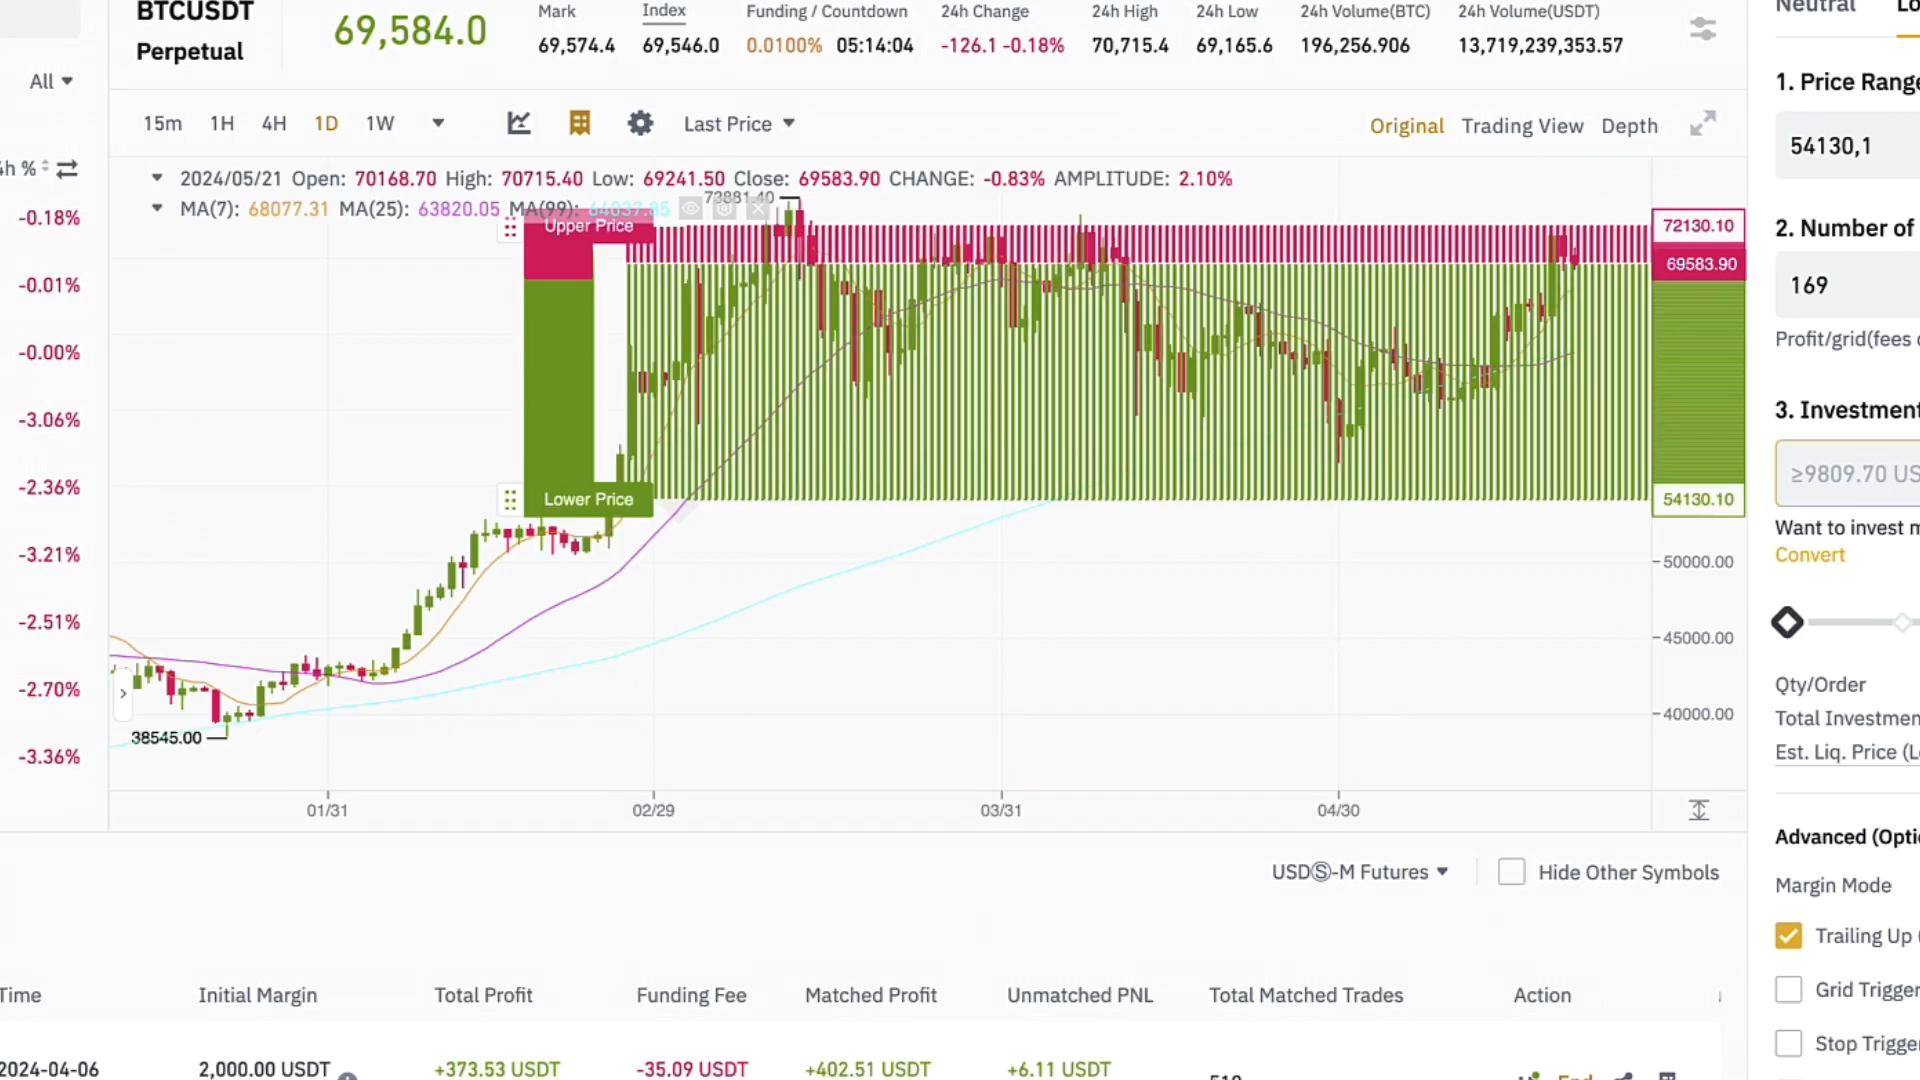 BTCUSDT
Perpetual
69,584.0
Mark
69,574.4
Index
69,546.0
Funding / Countdown
0.0100% 05:14:04
24h Change
-126.1 -0.18%
24h High
70,715.4
24h Low
69,165.6
24h Volume(BTC)
196,256.906
24h Volume(USDT)
13,719,239,353.57
Neutral
All
15m 1H 4H 1D 1W
Last Price
Original Trading View Depth
2024/05/21 Open: 70168.70 High: 70715.40 Low: 69241.50 Close: 69583.90 CHANGE: -0.83% AMPLITUDE: 2.10%
MA(7): 68077.31 MA(25): 63820.05 MA(99):
73881.40
Upper Price
Lower Price
38545.00
72130.10
69583.90
54130.10
50000.00
45000.00
40000.00
01/31 02/29 03/31 04/30
%
-0.18%
-0.01%
-0.00%
-3.06%
-2.36%
-3.21%
-2.51%
-2.70%
-3.36%
1. Price Range
54130,1
2. Number of
169
Profit/grid(fees
3. Investment
≥9809.70
Want to invest
Convert
Qty/Order
Total
Est. Liq. Price
Advanced
Margin Mode
Trailing Up
Grid Trigger
Stop Trigger
USDⓈ-M Futures
Hide Other Symbols
Time Initial Margin Total Profit Funding Fee Matched Profit Unmatched PNL Total Matched Trades Action
2024-04-06 2,000.00 USDT +373.53 USDT -35.09 USDT +402.51 USDT +6.11 USDT